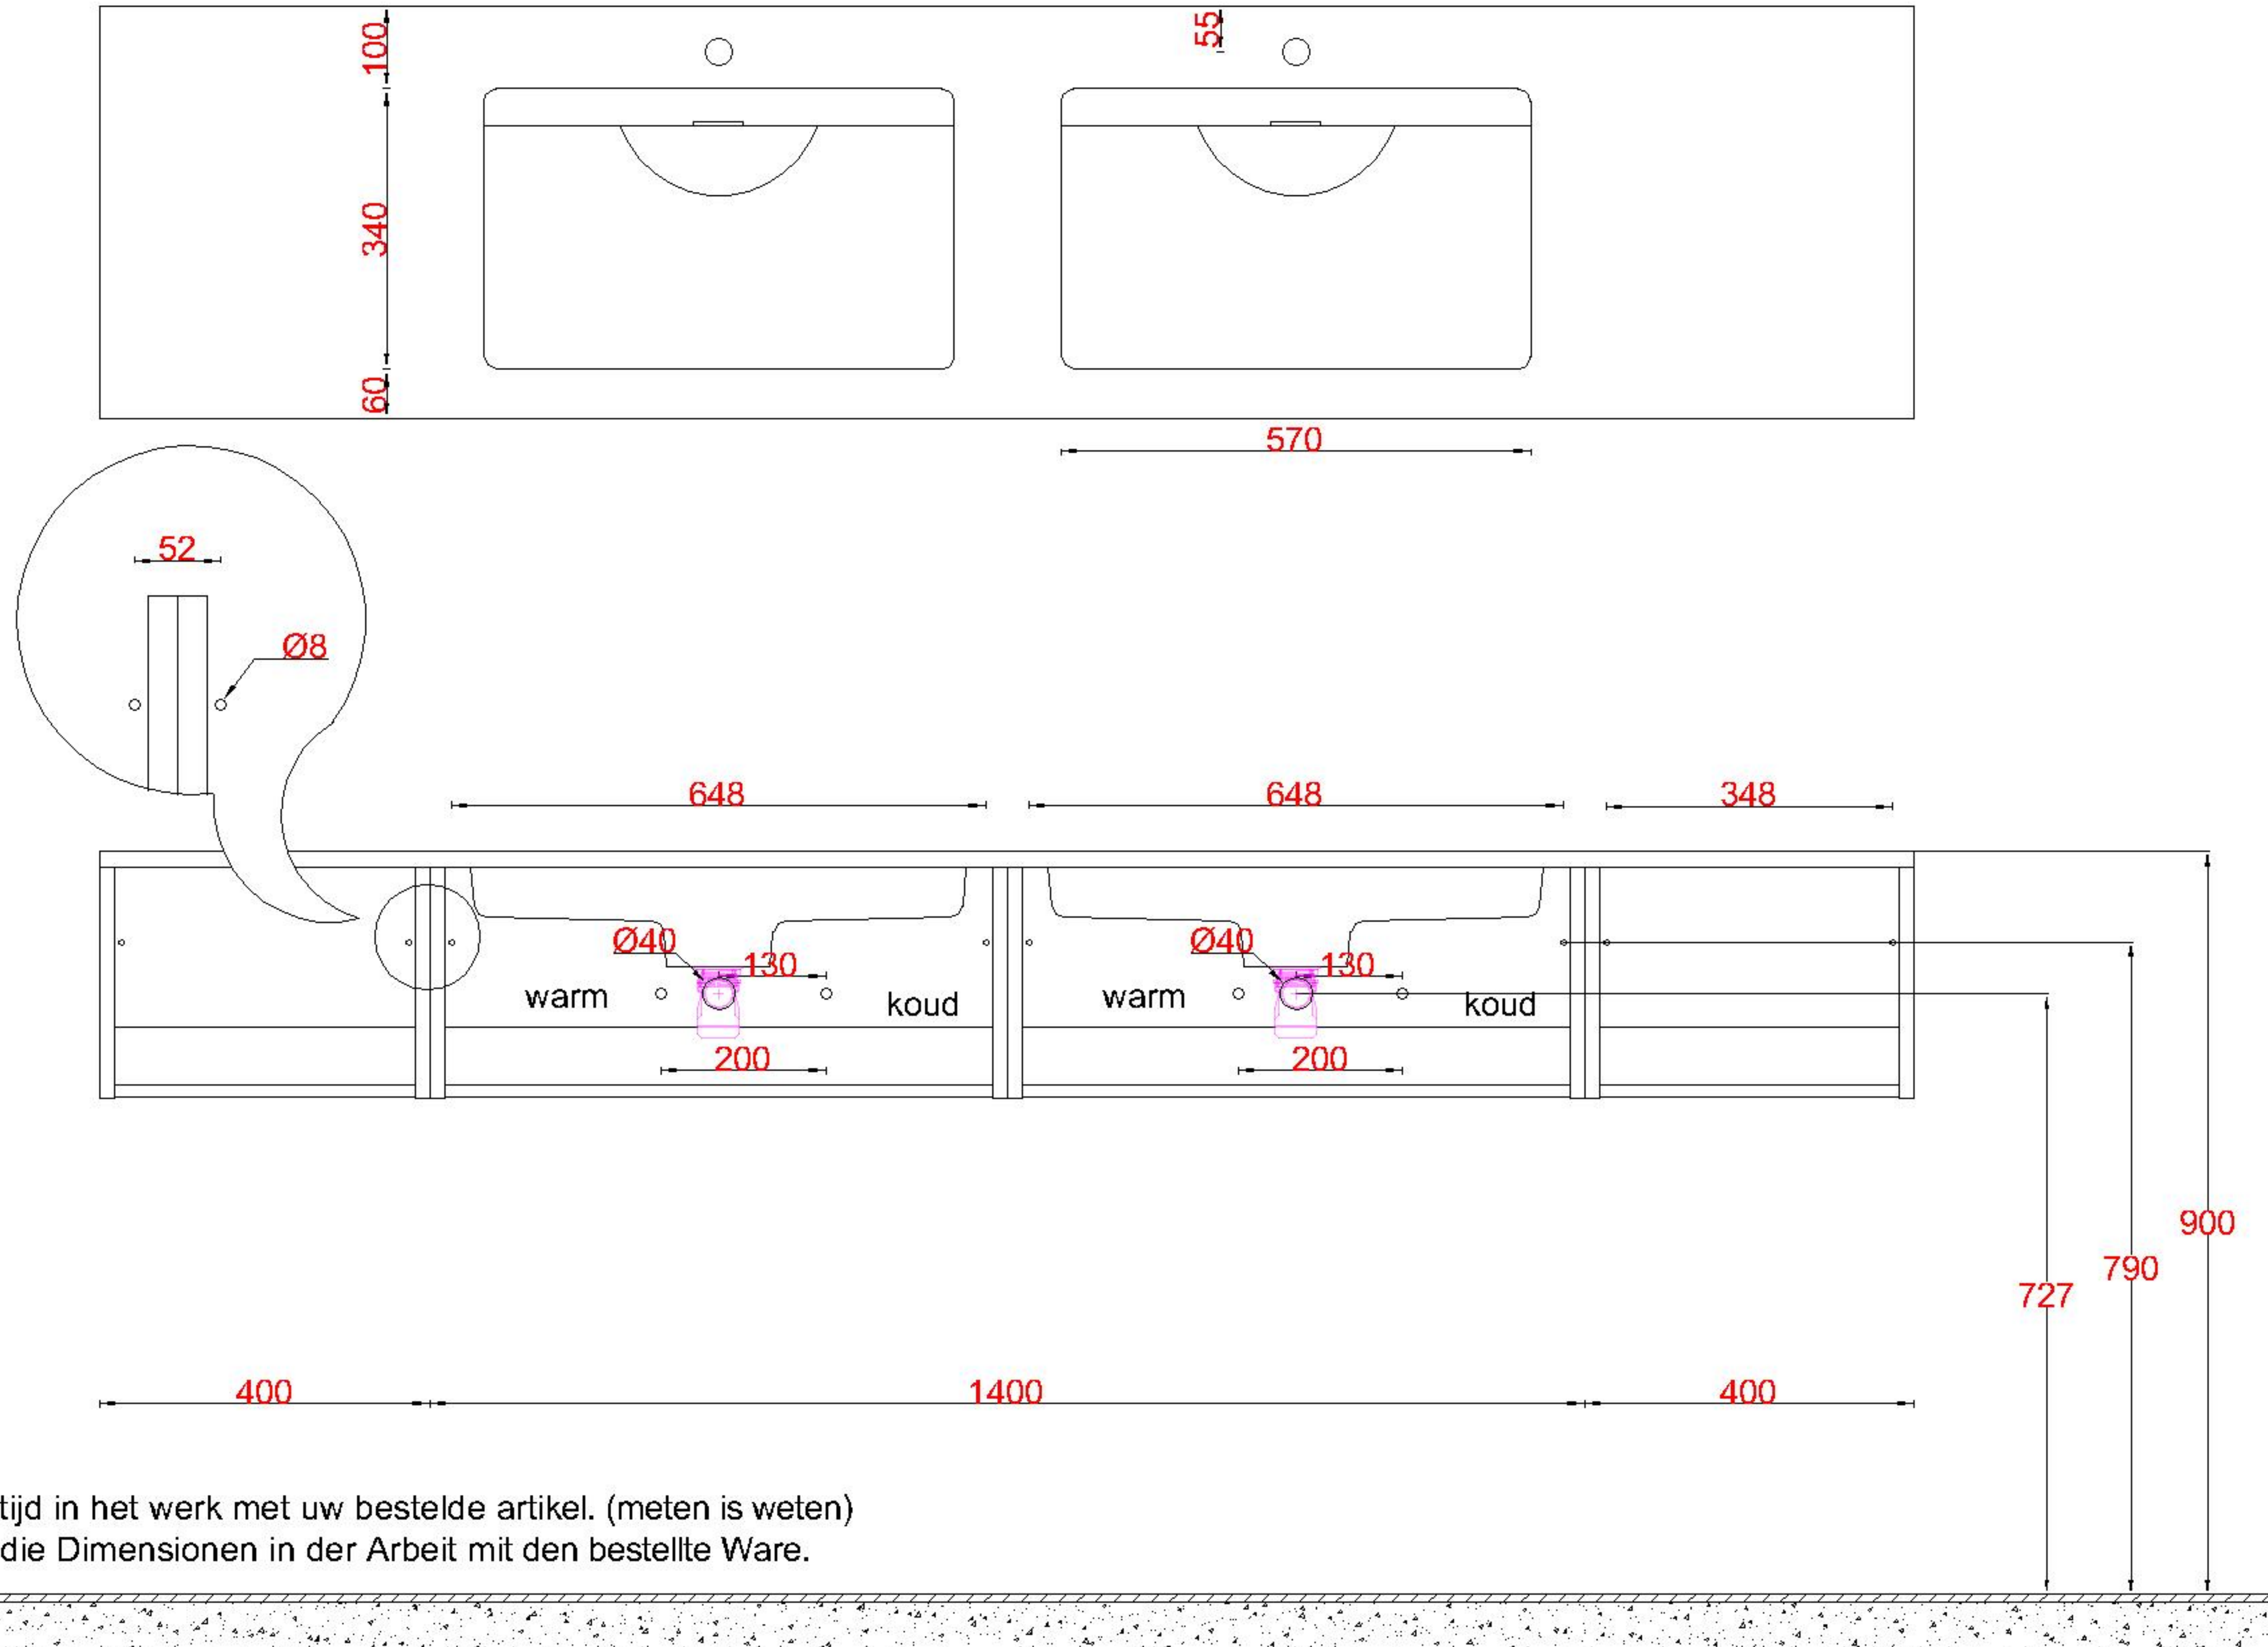 100
55
340
60
570
52
Ø8
648
648
348
Ø40
130
warm
koud
200
Ø40
130
warm
koud
200
900
790
727
400
1400
400
tijd in het werk met uw bestelde artikel. (meten is weten)
die Dimensionen in der Arbeit mit den bestellte Ware.